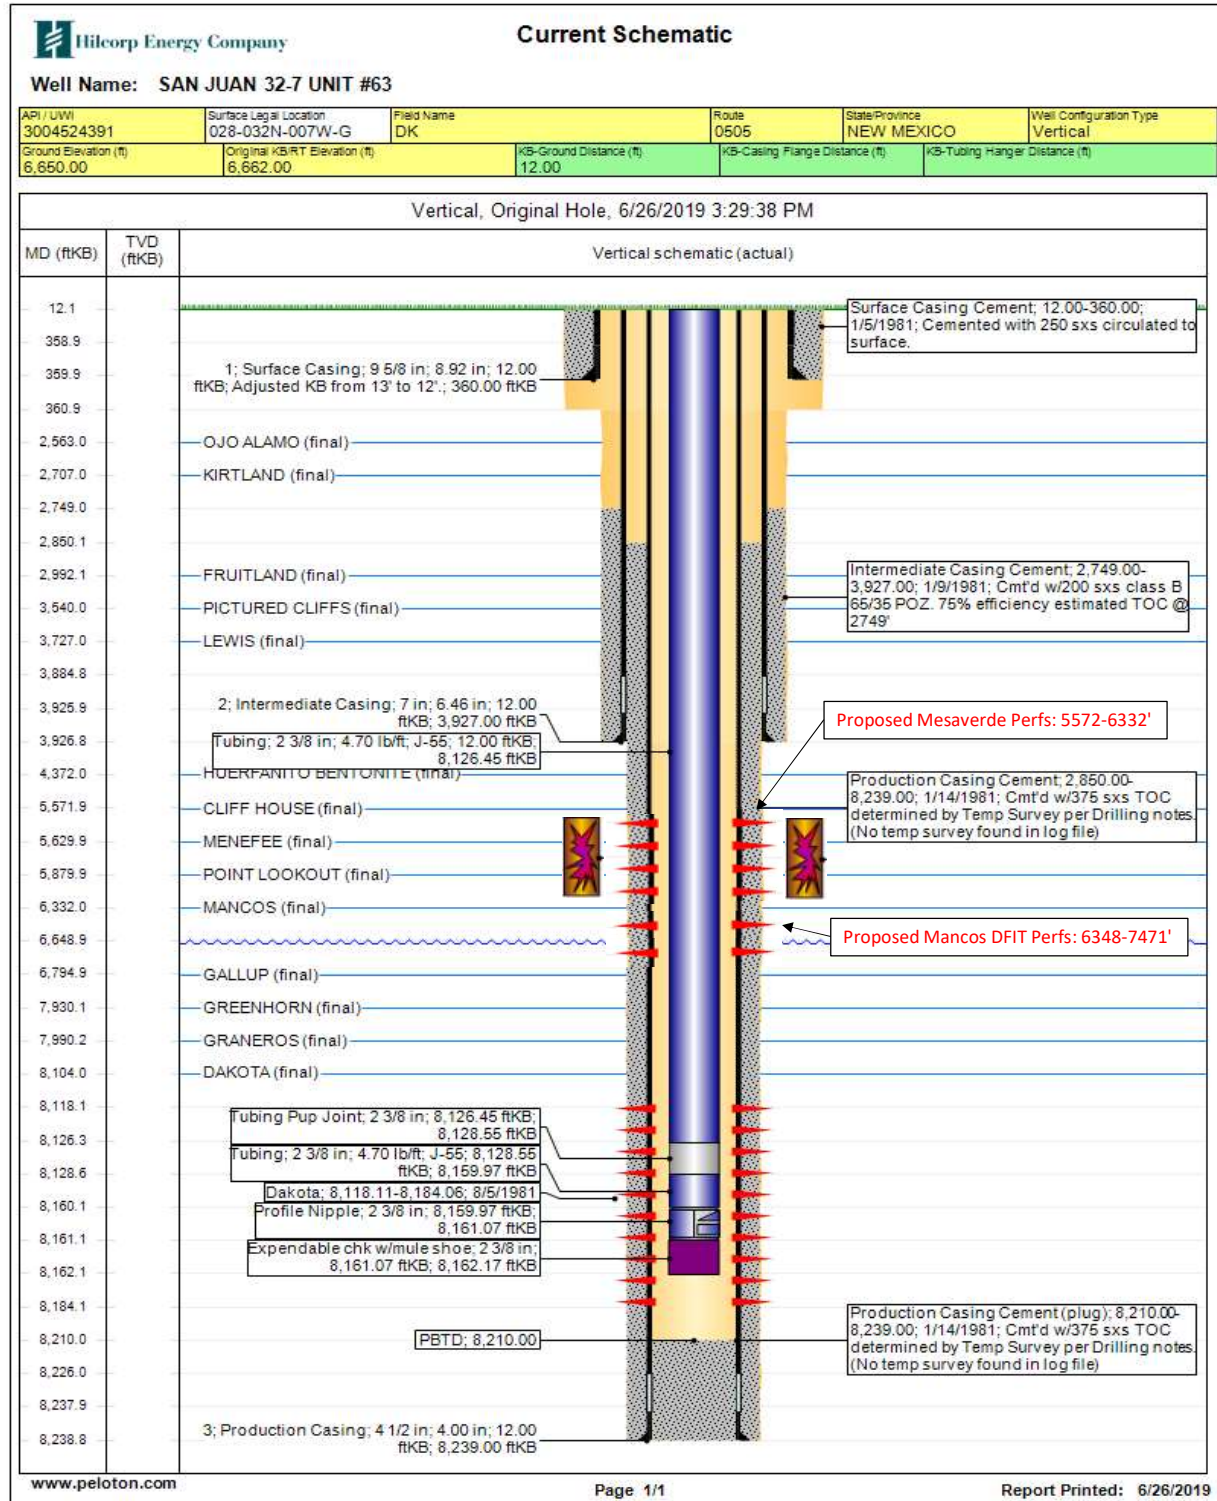 Hilcorp Energy Company
Current Schematic
Well Name: SAN JUAN 32-7 UNIT #63
API / UWI
3004524391
Surface Legal Location
028-032N-007W-G
Field Name
DK
Route
0505
State/Province
NEW MEXICO
Well Configuration Type
Vertical
Ground Elevation (ft)
6,650.00
Original KB/RT Elevation (ft)
6,662.00
KB-Ground Distance (ft)
12.00
KB-Casing Flange Distance (ft)
KB-Tubing Hanger Distance (ft)
Vertical, Original Hole, 6/26/2019 3:29:38 PM
MD (ftKB)
TVD
(ftKB)
Vertical schematic (actual)
12.1
Surface Casing Cement; 12.00-360.00;
1/5/1981; Cemented with 250 sxs circulated to
surface.
358.9
359.9
1; Surface Casing; 9 5/8 in; 8.92 in; 12.00
ftKB; Adjusted KB from 13' to 12'.; 360.00 ftKB
360.9
2,563.0
OJO ALAMO (final)
2,707.0
KIRTLAND (final)
2,749.0
2,850.1
2,992.1
FRUITLAND (final)
Intermediate Casing Cement; 2,749.00-
3,927.00; 1/9/1981; Cmt'd w/200 sxs class B
65/35 POZ. 75% efficiency estimated TOC @
2749'
3,540.0
PICTURED CLIFFS (final)
3,727.0
LEWIS (final)
3,884.8
3,925.9
2; Intermediate Casing; 7 in; 6.46 in; 12.00
ftKB; 3,927.00 ftKB
Proposed Mesaverde Perfs: 5572-6332'
3,926.8
Tubing; 2 3/8 in; 4.70 lb/ft; J-55; 12.00 ftKB;
8,126.45 ftKB
4,372.0
HUERFANITO BENTONITE (final)
Production Casing Cement; 2,850.00-
8,239.00; 1/14/1981; Cmt'd w/375 sxs TOC
determined by Temp Survey per Drilling notes.
(No temp survey found in log file)
5,571.9
CLIFF HOUSE (final)
5,629.9
MENEFEE (final)
5,879.9
POINT LOOKOUT (final)
6,332.0
MANCOS (final)
Proposed Mancos DFIT Perfs: 6348-7471'
6,648.9
6,794.9
GALLUP (final)
7,930.1
GREENHORN (final)
7,990.2
GRANEROS (final)
8,104.0
DAKOTA (final)
8,118.1
Tubing Pup Joint; 2 3/8 in; 8,126.45 ftKB;
8,128.55 ftKB
8,126.3
Tubing; 2 3/8 in; 4.70 lb/ft; J-55; 8,128.55
ftKB; 8,159.97 ftKB
8,128.6
Dakota; 8,118.11-8,184.06; 8/5/1981
8,160.1
Profile Nipple; 2 3/8 in; 8,159.97 ftKB;
8,161.07 ftKB
8,161.1
Expendable chk w/mule shoe; 2 3/8 in;
8,161.07 ftKB; 8,162.17 ftKB
8,162.1
8,184.1
Production Casing Cement (plug); 8,210.00-
8,239.00; 1/14/1981; Cmt'd w/375 sxs TOC
determined by Temp Survey per Drilling notes.
(No temp survey found in log file)
8,210.0
PBTD; 8,210.00
8,226.0
8,237.9
8,238.8
3; Production Casing; 4 1/2 in; 4.00 in; 12.00
ftKB; 8,239.00 ftKB
www.peloton.com
Page 1/1
Report Printed: 6/26/2019